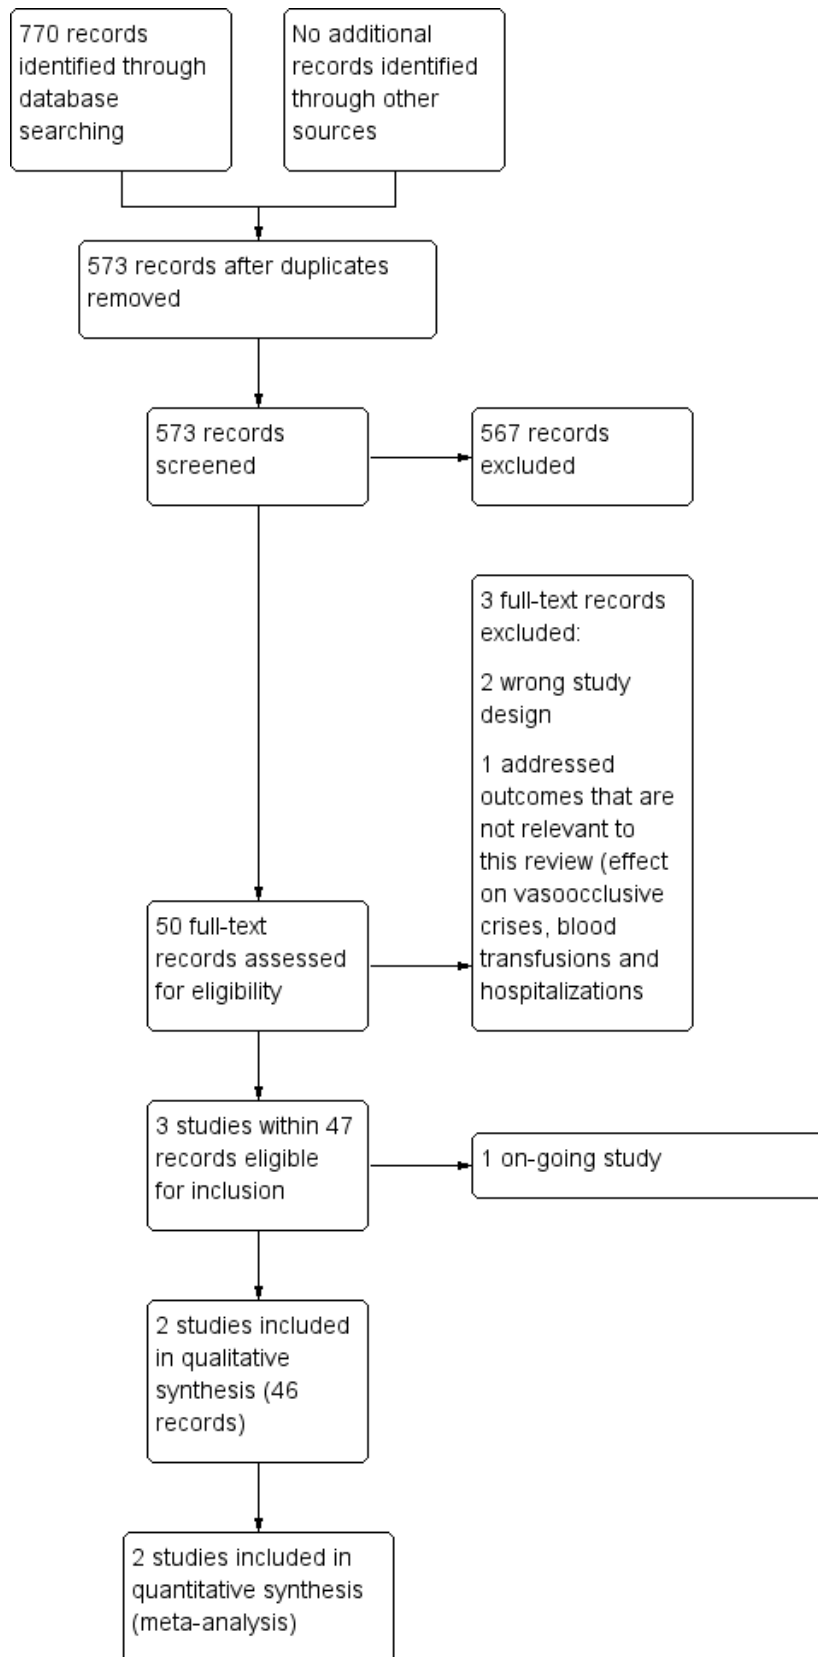 770 records
identified through
database
searching
No additional
records identified
through other
sources
573 records after duplicates
removed
573 records
screened
567 records
excluded
3 full-text records
excluded:
2 wrong study
design
1 addressed
outcomes that are
not relevant to
this review (effect
on vasoocclusive
crises, blood
transfusions and
hospitalizations
50 full-text
records assessed
for eligibility
3 studies within 47
records eligible
for inclusion
1 on-going study
2 studies included
in qualitative
synthesis (46
records)
2 studies included in
quantitative synthesis
(meta-analysis)